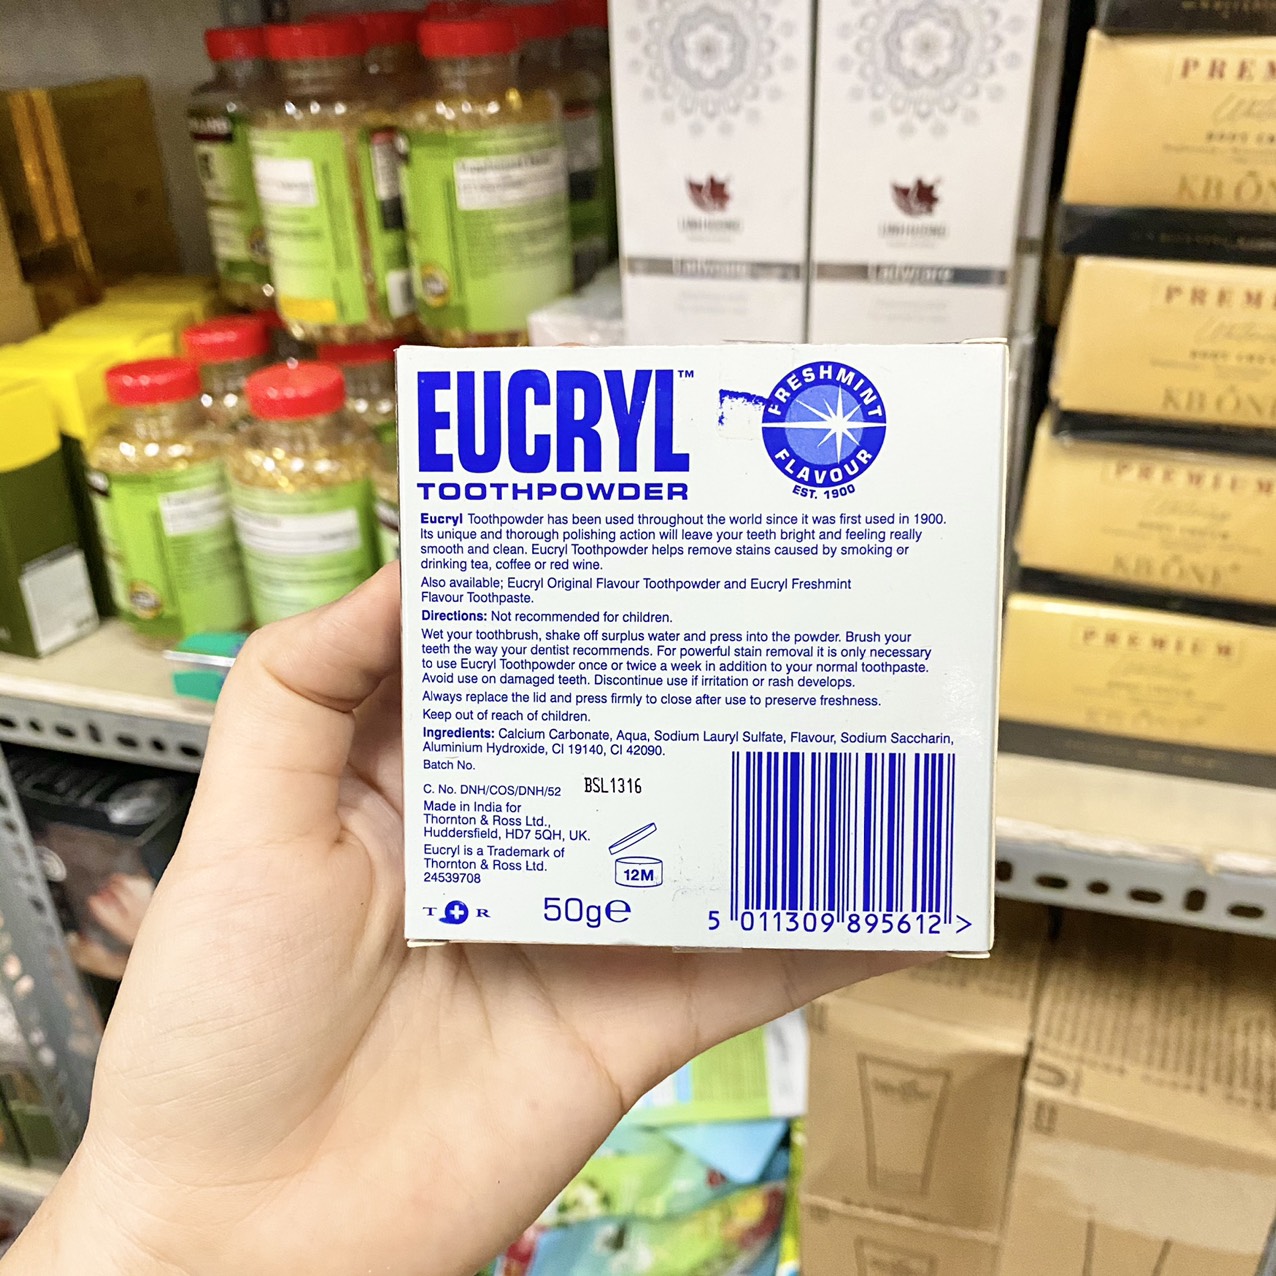 EUCRYL™
TOOTHPOWDER
FRESHMINT
FLAVOUR
EST. 1900
Eucryl Toothpowder has been used throughout the world since it was first used in 1900.
Its unique and thorough polishing action will leave your teeth bright and feeling really
smooth and clean. Eucryl Toothpowder helps remove stains caused by smoking or
drinking tea, coffee or red wine.
Also available; Eucryl Original Flavour Toothpowder and Eucryl Freshmint
Flavour Toothpaste.
Directions: Not recommended for children.
Wet your toothbrush, shake off surplus water and press into the powder. Brush your
teeth the way your dentist recommends. For powerful stain removal it is only necessary
to use Eucryl Toothpowder once or twice a week in addition to your normal toothpaste.
Avoid use on damaged teeth. Discontinue use if irritation or rash develops.
Always replace the lid and press firmly to close after use to preserve freshness.
Keep out of reach of children.
Ingredients: Calcium Carbonate, Aqua, Sodium Lauryl Sulfate, Flavour, Sodium Saccharin,
Aluminium Hydroxide, CI 19140, CI 42090.
Batch No.
C. No. DNH/COS/DNH/52 BSL1316
Made in India for
Thornton & Ross Ltd.,
Huddersfield, HD7 5QH, UK.
Eucryl is a Trademark of
Thornton & Ross Ltd.
24539708
12M
T R
50g℮
5 011309 895612 >
PREM
KB ÔN
PREMI
KB ÔN
PREMIUM
KB ÔNE
PREMIUM